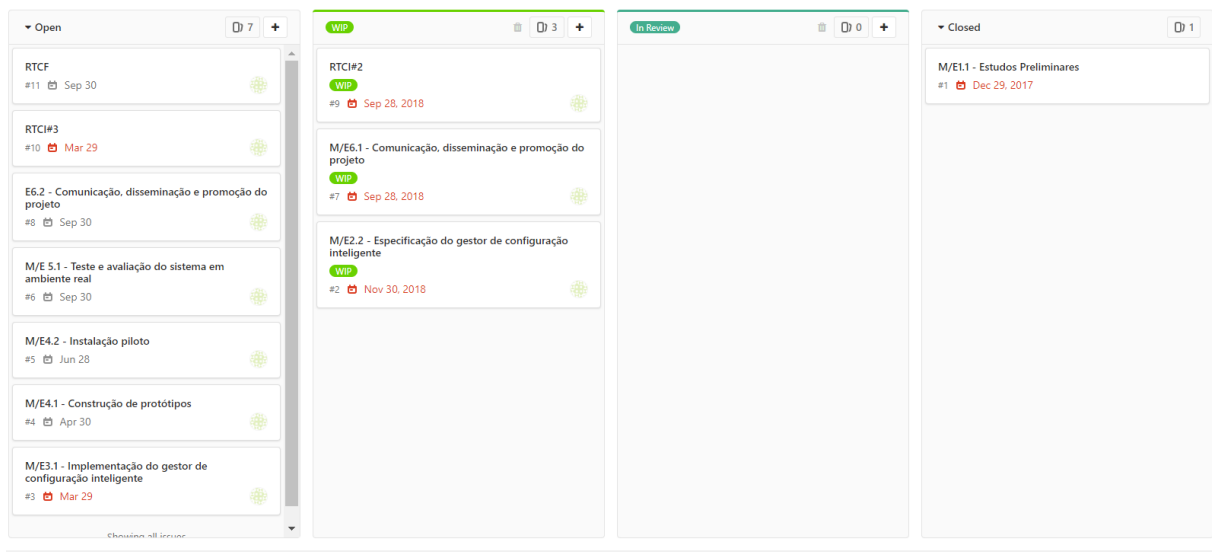 Open
7
RTCF
#11 Sep 30
RTCI#3
#10 Mar 29
E6.2 - Comunicação, disseminação e promoção do
projeto
#8 Sep 30
M/E 5.1 - Teste e avaliação do sistema em
ambiente real
#6 Sep 30
M/E4.2 - Instalação piloto
#5 Jun 28
M/E4.1 - Construção de protótipos
#4 Apr 30
M/E3.1 - Implementação do gestor de
configuração inteligente
#3 Mar 29
Showing all issues
WIP
3
RTCI#2
WIP
#9 Sep 28, 2018
M/E6.1 - Comunicação, disseminação e promoção do
projeto
WIP
#7 Sep 28, 2018
M/E2.2 - Especificação do gestor de configuração
inteligente
WIP
#2 Nov 30, 2018
In Review
0
Closed
1
M/E1.1 - Estudos Preliminares
#1 Dec 29, 2017